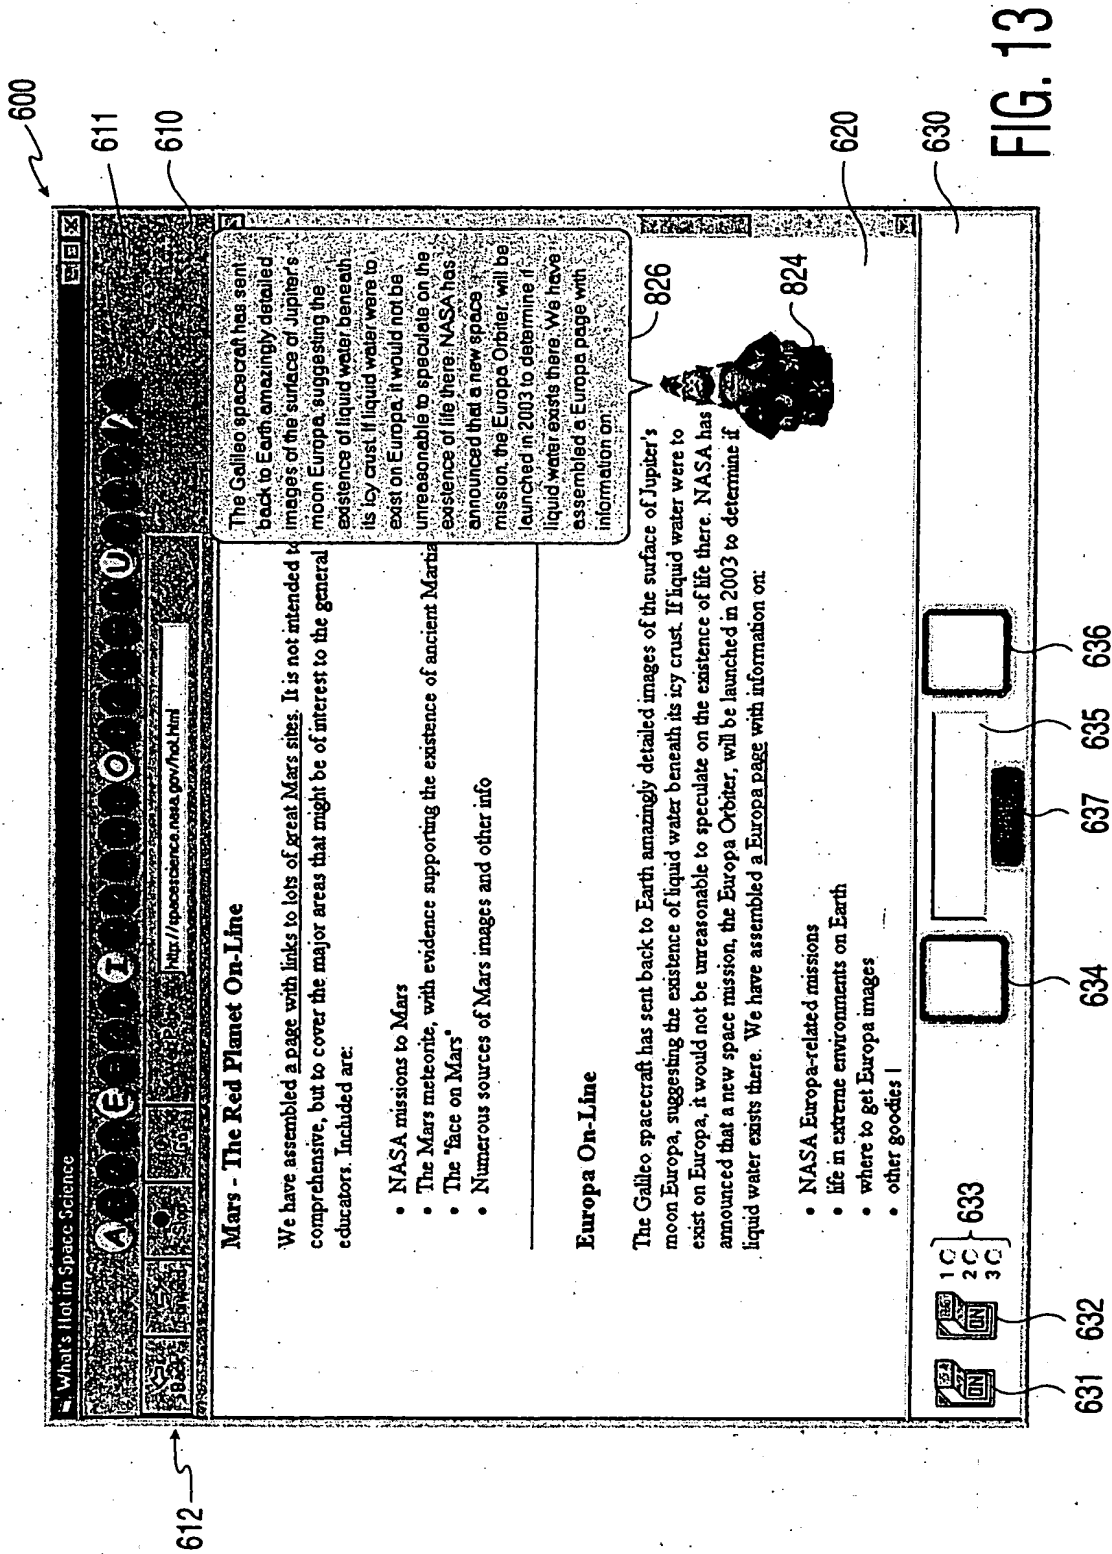 600
611
610
612
What's Hot in Space Science
A E I O U Y
Back
Stop
Go
Web Page:
http://spacescience.nasa.gov/hot.html
Mars - The Red Planet On-Line
We have assembled a page with links to lots of great Mars sites. It is not intended to
comprehensive, but to cover the major areas that might be of interest to the general
educators. Included are:
• NASA missions to Mars
• The Mars meteorite, with evidence supporting the existence of ancient Martia
• The "face on Mars"
• Numerous sources of Mars images and other info
The Galileo spacecraft has sent
back to Earth amazingly detailed
images of the surface of Jupiter's
moon Europa, suggesting the
existence of liquid water beneath
its icy crust. If liquid water were to
exist on Europa, it would not be
unreasonable to speculate on the
existence of life there. NASA has
announced that a new space
mission, the Europa Orbiter, will be
launched in 2003 to determine if
liquid water exists there. We have
assembled a Europa page with
information on
826
824
Europa On-Line
The Galileo spacecraft has sent back to Earth amazingly detailed images of the surface of Jupiter's
moon Europa, suggesting the existence of liquid water beneath its icy crust. If liquid water were to
exist on Europa, it would not be unreasonable to speculate on the existence of life there. NASA has
announced that a new space mission, the Europa Orbiter, will be launched in 2003 to determine if
liquid water exists there. We have assembled a Europa page with information on:
• NASA Europa-related missions
• life in extreme environments on Earth
• where to get Europa images
• other goodies
620
630
ON
ON
1
2
3
633
631
632
634
637
635
636
FIG. 13